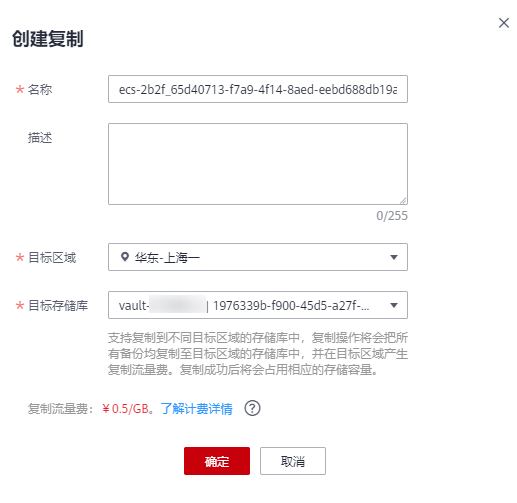 创建复制
* 名称 ecs-2b2f_65d40713-f7a9-4f14-8aed-eebd688db19a
描述
0/255
* 目标区域 华东-上海一
* 目标存储库 vault- | 1976339b-f900-45d5-a27f-...
支持复制到不同目标区域的存储库中，复制操作将会把所
有备份均复制至目标区域的存储库中，并在目标区域产生
复制流量费。复制成功后将会占用相应的存储容量。
复制流量费：￥0.5/GB。了解计费详情 ?
确定 取消